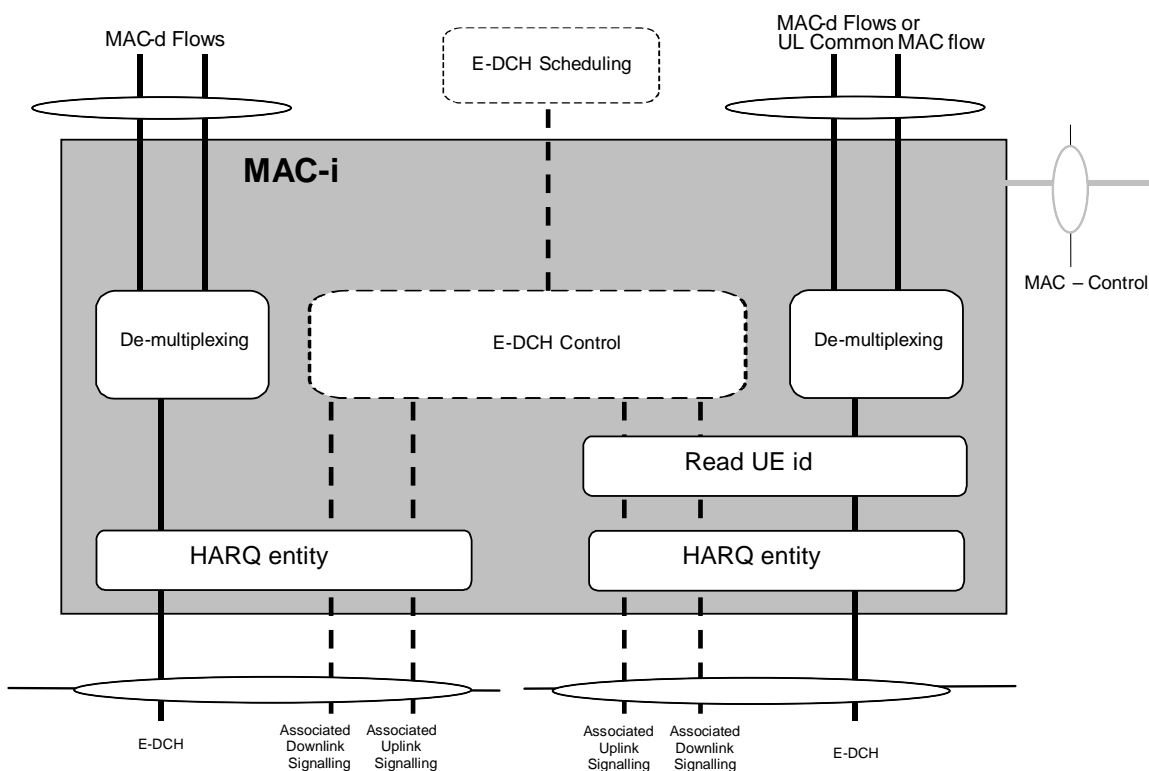 MAC-d Flows
E-DCH Scheduling
MAC-d Flows or
UL Common MAC flow
MAC-i
MAC – Control
De-multiplexing
E-DCH Control
De-multiplexing
Read UE id
HARQ entity
HARQ entity
E-DCH
Associated
Downlink
Signalling
Associated
Uplink
Signalling
Associated
Uplink
Signalling
Associated
Downlink
Signalling
E-DCH